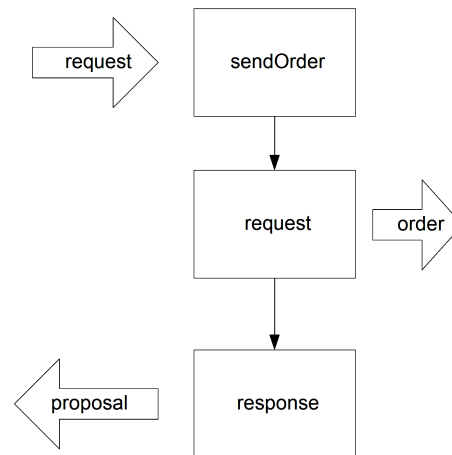 request
sendOrder
request
order
proposal
response